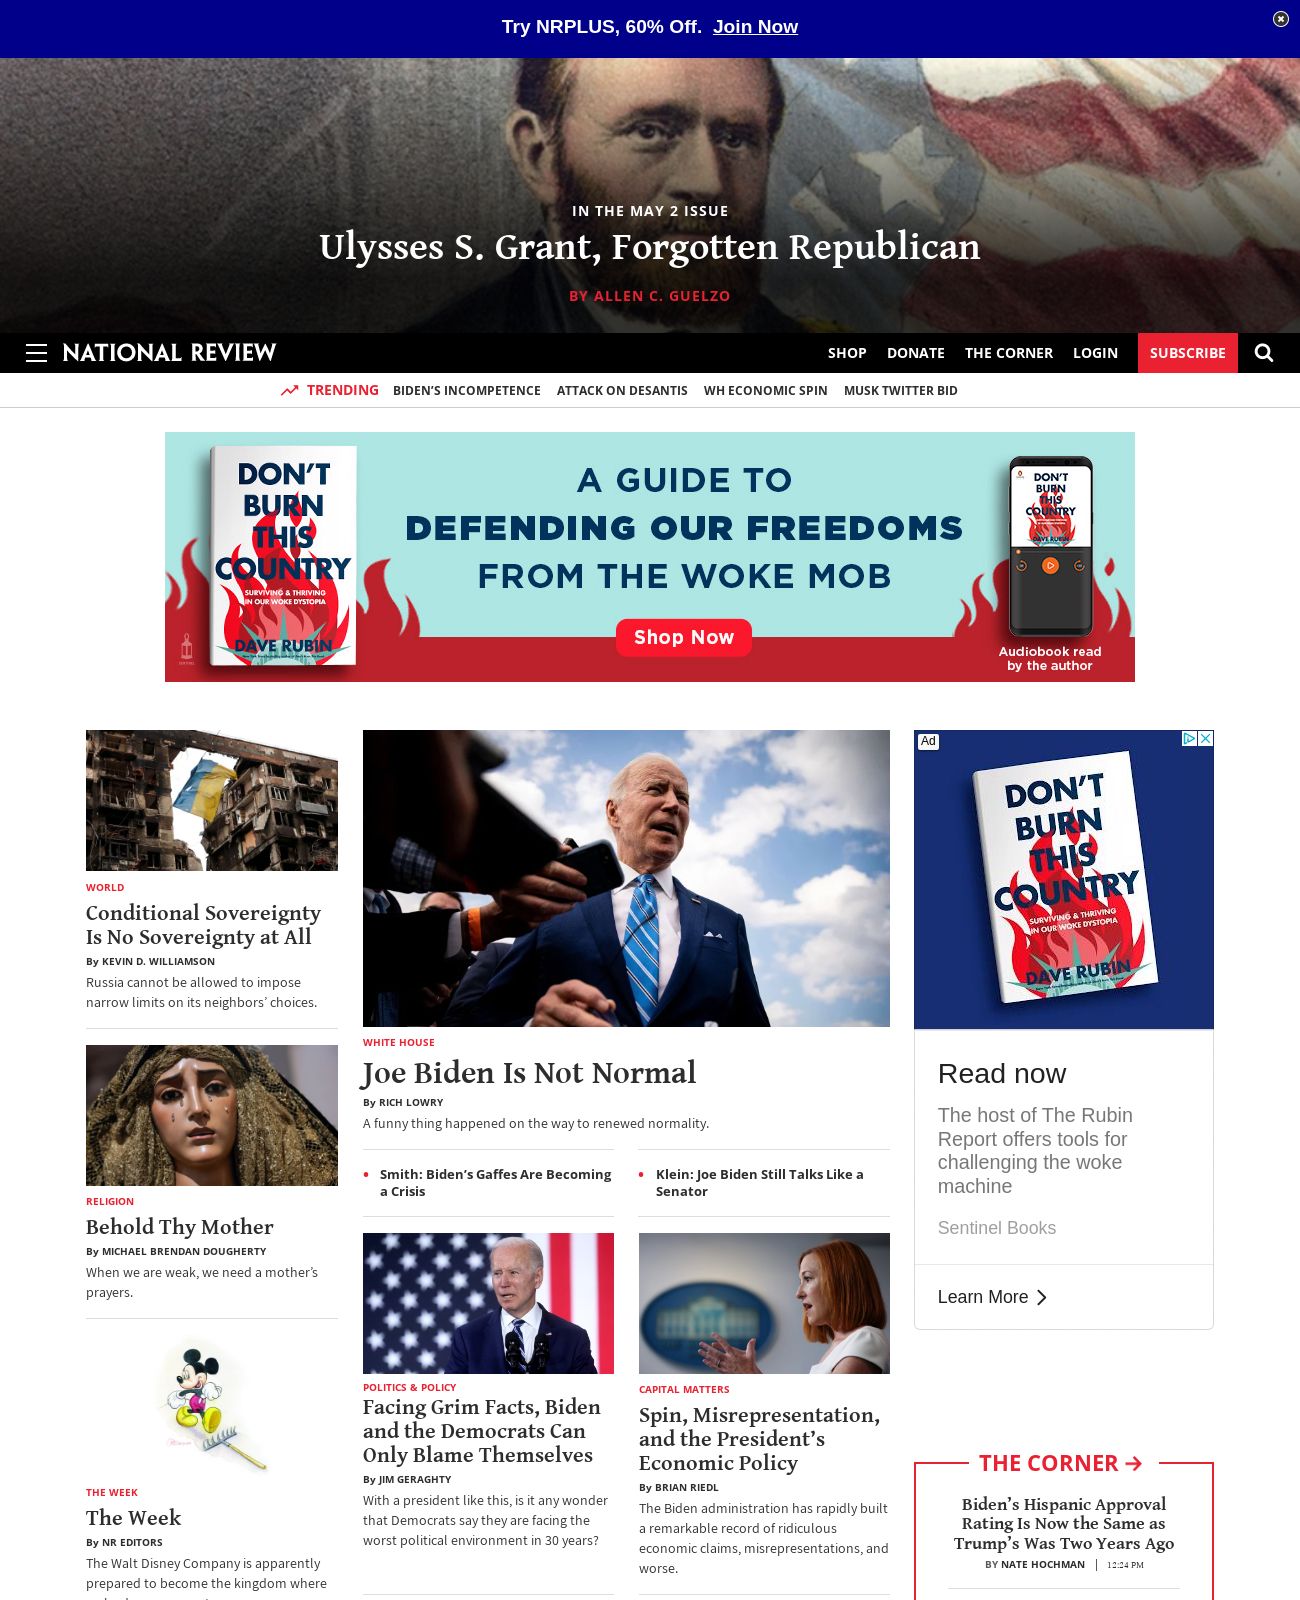 Try NRPLUS, 60% Off. Join Now
IN THE MAY 2 ISSUE
Ulysses S. Grant, Forgotten Republican
BY ALLEN C. GUELZO
NATIONAL REVIEW
SHOP DONATE THE CORNER LOGIN SUBSCRIBE
TRENDING BIDEN’S INCOMPETENCE ATTACK ON DESANTIS WH ECONOMIC SPIN MUSK TWITTER BID
DON'T
BURN
THIS
COUNTRY
SURVIVING & THRIVING
IN OUR WOKE DYSTOPIA
DAVE RUBIN
A GUIDE TO
DEFENDING OUR FREEDOMS
FROM THE WOKE MOB
Shop Now
DON'T
BURN
THIS
COUNTRY
DAVE RUBIN
Audiobook read
by the author
WORLD
Conditional Sovereignty
Is No Sovereignty at All
By KEVIN D. WILLIAMSON
Russia cannot be allowed to impose
narrow limits on its neighbors’ choices.
RELIGION
Behold Thy Mother
By MICHAEL BRENDAN DOUGHERTY
When we are weak, we need a mother’s
prayers.
THE WEEK
The Week
By NR EDITORS
The Walt Disney Company is apparently
prepared to become the kingdom where
WHITE HOUSE
Joe Biden Is Not Normal
By RICH LOWRY
A funny thing happened on the way to renewed normality.
Smith: Biden’s Gaffes Are Becoming
a Crisis
Klein: Joe Biden Still Talks Like a
Senator
POLITICS & POLICY
Facing Grim Facts, Biden
and the Democrats Can
Only Blame Themselves
By JIM GERAGHTY
With a president like this, is it any wonder
that Democrats say they are facing the
worst political environment in 30 years?
CAPITAL MATTERS
Spin, Misrepresentation,
and the President’s
Economic Policy
By BRIAN RIEDL
The Biden administration has rapidly built
a remarkable record of ridiculous
economic claims, misrepresentations, and
worse.
Ad
DON'T
BURN
THIS
COUNTRY
SURVIVING & THRIVING
IN OUR WOKE DYSTOPIA
DAVE RUBIN
Read now
The host of The Rubin
Report offers tools for
challenging the woke
machine
Sentinel Books
Learn More
THE CORNER
Biden’s Hispanic Approval
Rating Is Now the Same as
Trump’s Was Two Years Ago
BY NATE HOCHMAN | 12:24 PM